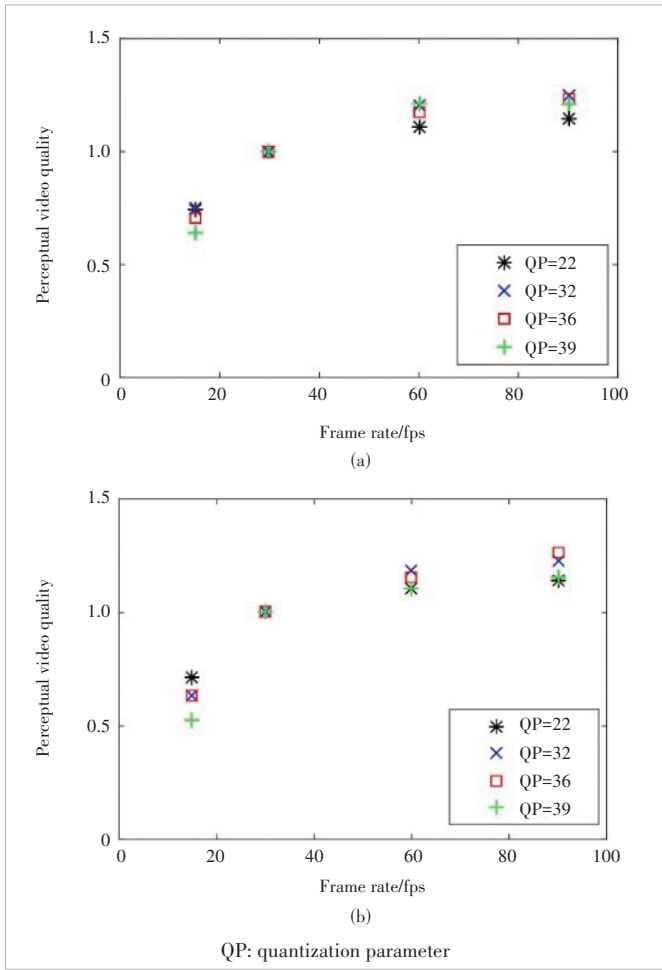 1.5
1.0
0.5
0
Perceptual video quality
QP=22
QP=32
QP=36
QP=39
0 20 40 60 80 100
Frame rate/fps
(a)
1.5
1.0
0.5
0
Perceptual video quality
QP=22
QP=32
QP=36
QP=39
0 20 40 60 80 100
Frame rate/fps
(b)
QP: quantization parameter